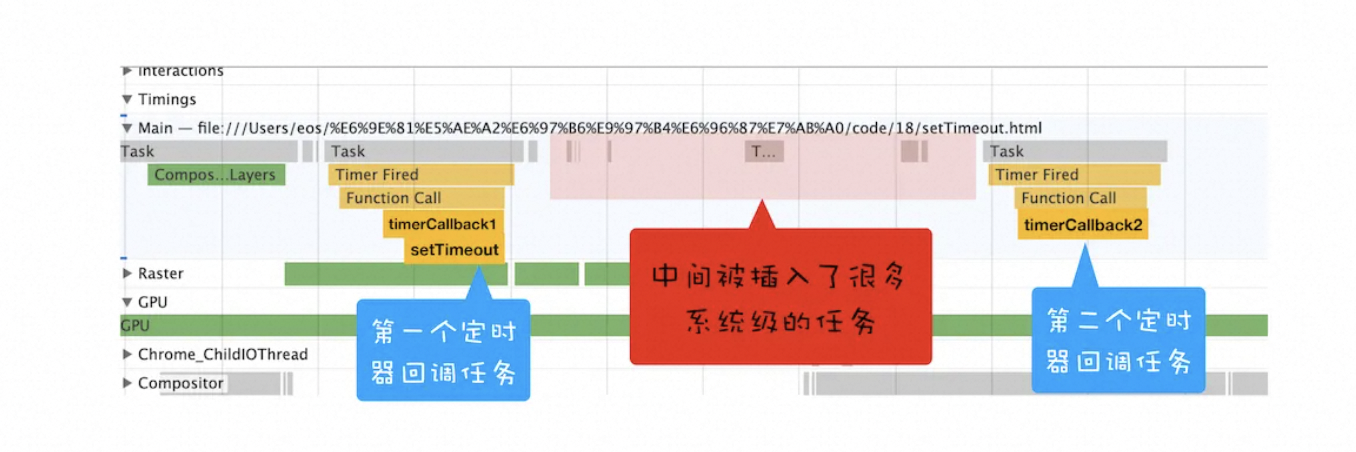 Interactions
Timings
Main — file:///Users/eos/%E6%9E%81%E5%AE%A2%E6%97%B6%E9%97%B4%E6%96%87%E7%AB%A0/code/18/setTimeout.html
Task
Task
T...
Task
Compos...Layers
Timer Fired
Timer Fired
Function Call
Function Call
timerCallback1
timerCallback2
setTimeout
Raster
中间被插入了很多
系统级的任务
GPU
GPU
第一个定时
器回调任务
第二个定时
器回调任务
Chrome_ChildIOThread
Compositor